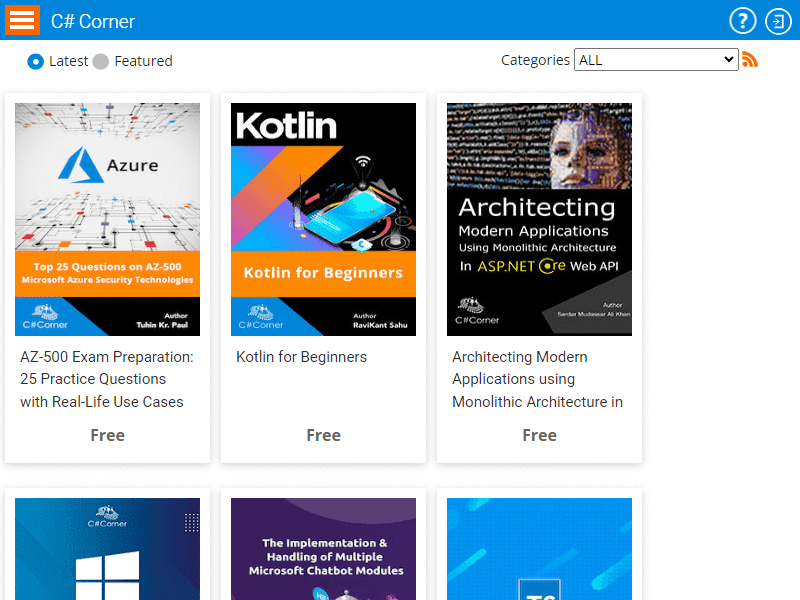 C# Corner
?
Latest Featured
Categories ALL
Azure
Top 25 Questions on AZ-500
Microsoft Azure Security Technologies
C#Corner
Author
Tuhin Kr. Paul
AZ-500 Exam Preparation:
25 Practice Questions
with Real-Life Use Cases
Free
Kotlin
Kotlin for Beginners
C#Corner
Author
RaviKant Sahu
Kotlin for Beginners
Free
Architecting
Modern Applications
Using Monolithic Architecture
In ASP.NET Core Web API
C#Corner
Author
Sardar Mudassar Ali Khan
Architecting Modern
Applications using
Monolithic Architecture in
Free
C#Corner
The Implementation &
Handling of Multiple
Microsoft Chatbot Modules
TS